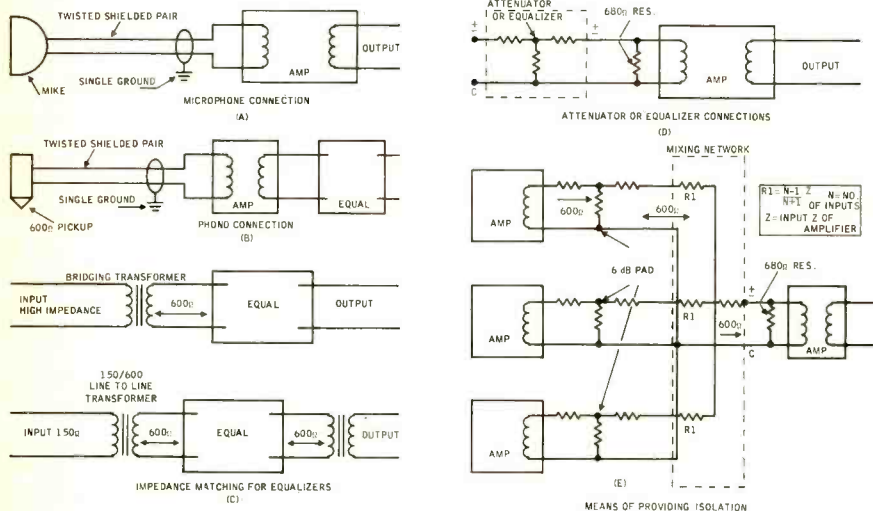 TWISTED SHIELDED PAIR
SINGLE GROUND
MIKE
AMP
OUTPUT
MICROPHONE CONNECTION
(A)
TWISTED SHIELDED PAIR
SINGLE GROUND
600Ω PICKUP
AMP
EQUAL
PHONO CONNECTION
(B)
BRIDGING TRANSFORMER
INPUT
HIGH IMPEDANCE
600Ω
EQUAL
OUTPUT
150/600
LINE TO LINE
TRANSFORMER
INPUT 150Ω
600Ω
EQUAL
600Ω
OUTPUT
IMPEDANCE MATCHING FOR EQUALIZERS
(C)
ATTENUATOR
OR EQUALIZER
680Ω RES.
±
±
C
AMP
OUTPUT
ATTENUATOR OR EQUALIZER CONNECTIONS
(D)
MIXING NETWORK
AMP
600Ω
600Ω
R1
R1 = N-1 Z
N+1
N=NO.
OF INPUTS
Z=INPUT Z OF
AMPLIFIER
6 dB PAD
AMP
R1
600Ω
±
C
680Ω RES.
AMP
AMP
R1
(E)
MEANS OF PROVIDING ISOLATION